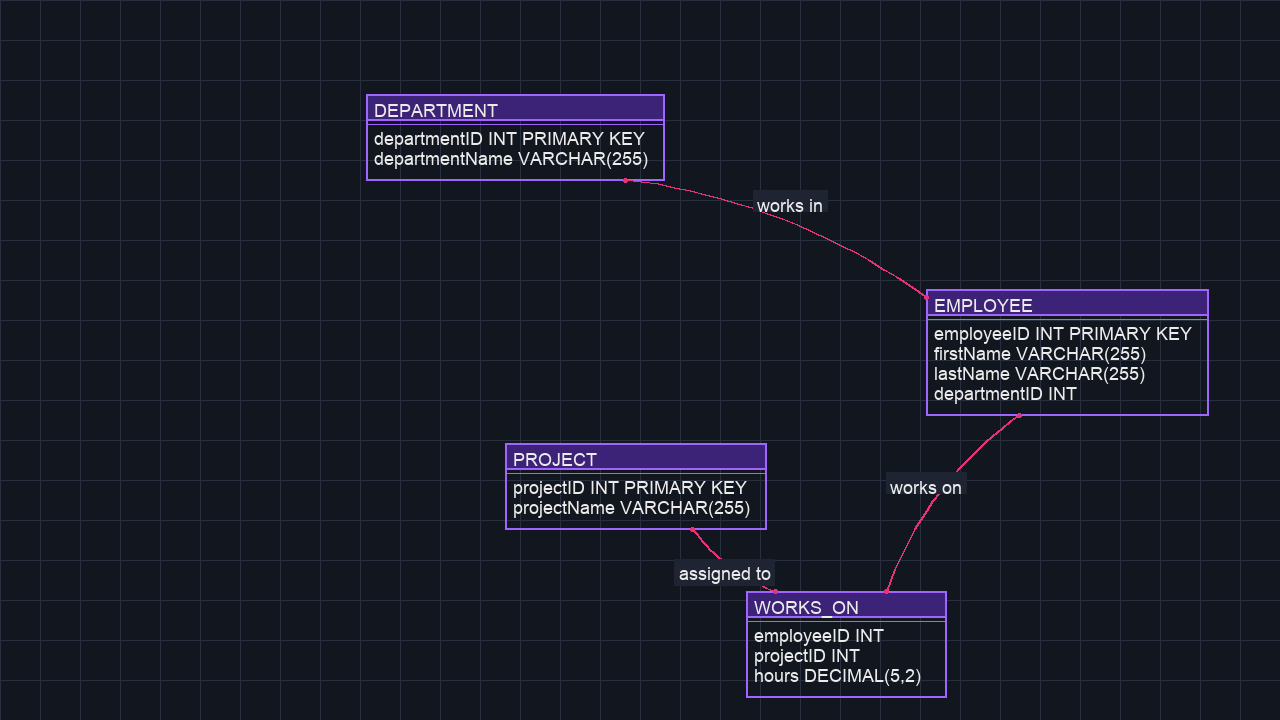 DEPARTMENT
departmentID INT PRIMARY KEY
departmentName VARCHAR(255)
works in
EMPLOYEE
employeeID INT PRIMARY KEY
firstName VARCHAR(255)
lastName VARCHAR(255)
departmentID INT
PROJECT
projectID INT PRIMARY KEY
projectName VARCHAR(255)
works on
assigned to
WORKS_ON
employeeID INT
projectID INT
hours DECIMAL(5,2)